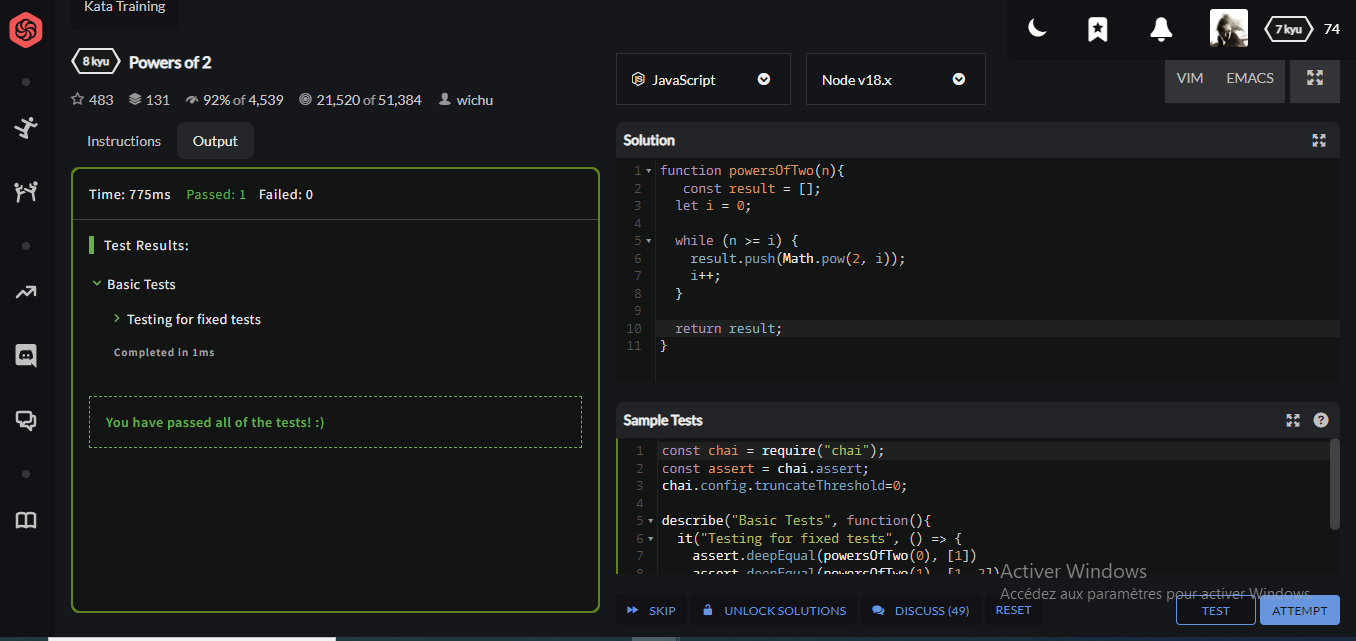 Kata Training
7 kyu 74
8 kyu Powers of 2
483 131 92% of 4,539 21,520 of 51,384 wichu
Instructions Output
Time: 775ms Passed: 1 Failed: 0
Test Results:
Basic Tests
Testing for fixed tests
Completed in 1ms
You have passed all of the tests! :)
JavaScript Node v18.x VIM EMACS
Solution
1 function powersOfTwo(n){
2 const result = [];
3 let i = 0;
4
5 while (n >= i) {
6 result.push(Math.pow(2, i));
7 i++;
8 }
9
10 return result;
11 }
Sample Tests ?
1 const chai = require("chai");
2 const assert = chai.assert;
3 chai.config.truncateThreshold=0;
4
5 describe("Basic Tests", function(){
6 it("Testing for fixed tests", () => {
7 assert.deepEqual(powersOfTwo(0), [1])
8 assert.deepEqual(powersOfTwo(1), [1, 2])
Activer Windows
Accédez aux paramètres pour activer Windows.
SKIP UNLOCK SOLUTIONS DISCUSS (49) RESET TEST ATTEMPT